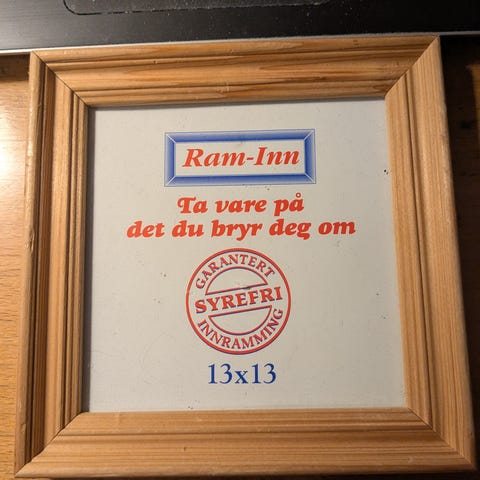 Ram-Inn
Ta vare på
det du bryr deg om
GARANTERT
SYREFRI
INNRAMMING
13x13